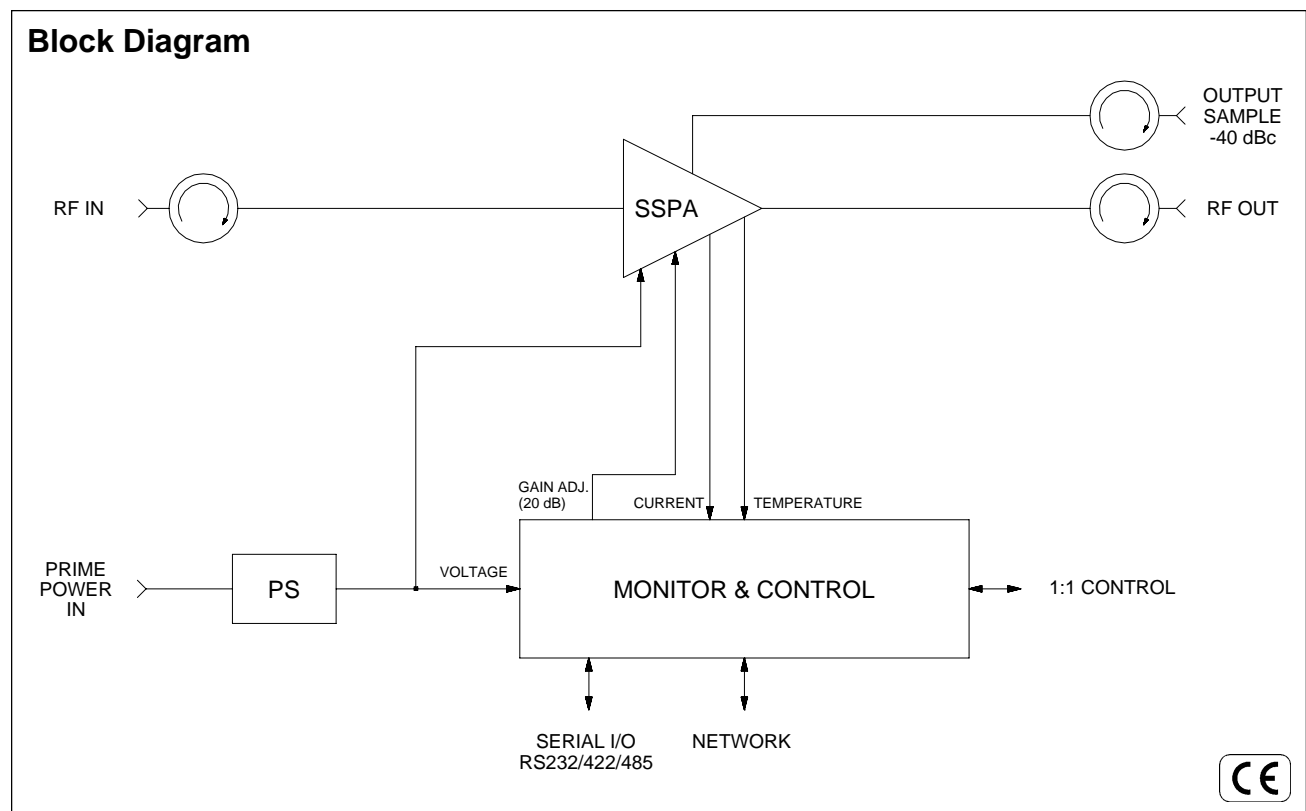 Block Diagram
OUTPUT
SAMPLE
-40 dBc
RF IN
SSPA
RF OUT
GAIN ADJ.
(20 dB)
CURRENT
TEMPERATURE
PRIME
POWER
IN
PS
VOLTAGE
MONITOR & CONTROL
1:1 CONTROL
SERIAL I/O
RS232/422/485
NETWORK
CE